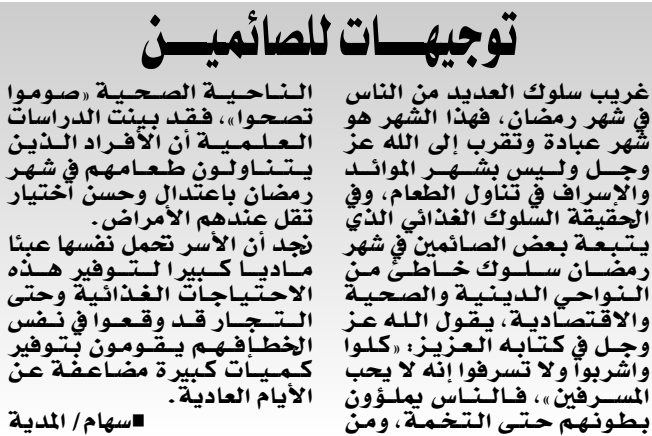 توجيهات للصائمين
غريب سلوك العديد من الناس
في شهر رمضان، فهذا الشهر هو
شهر عبادة وتقرب إلى الله عز
وجل وليس بشهر الموائد
والإسراف في تناول الطعام، وفي
الحقيقة السلوك الغذائي الذي
يتبعة بعض الصائمين في شهر
رمضان سلوك خاطئ من
النواحي الدينية والصحية
والاقتصادية، يقول الله عز
وجل في كتابه العزيز: «كلوا
واشربوا ولا تسرفوا إنه لا يحب
المسرفين»، فالناس يملؤون
بطونهم حتى التخمة، ومن
الناحية الصحية «صوموا
تصحوا»، فقد بينت الدراسات
العلمية أن الأفراد الذين
يتناولون طعامهم في شهر
رمضان باعتدال وحسن أختيار
تقل عندهم الأمراض.
نجد أن الأسر تحمل نفسها عبئا
ماديا كبيرا لتوفير هذه
الاحتياجات الغذائية وحتى
التجار قد وقعوا في نفس
الخطإفهم يقومون بتوفير
كميات كبيرة مضاعفة عن
الأيام العادية.
■سهام/ المدية